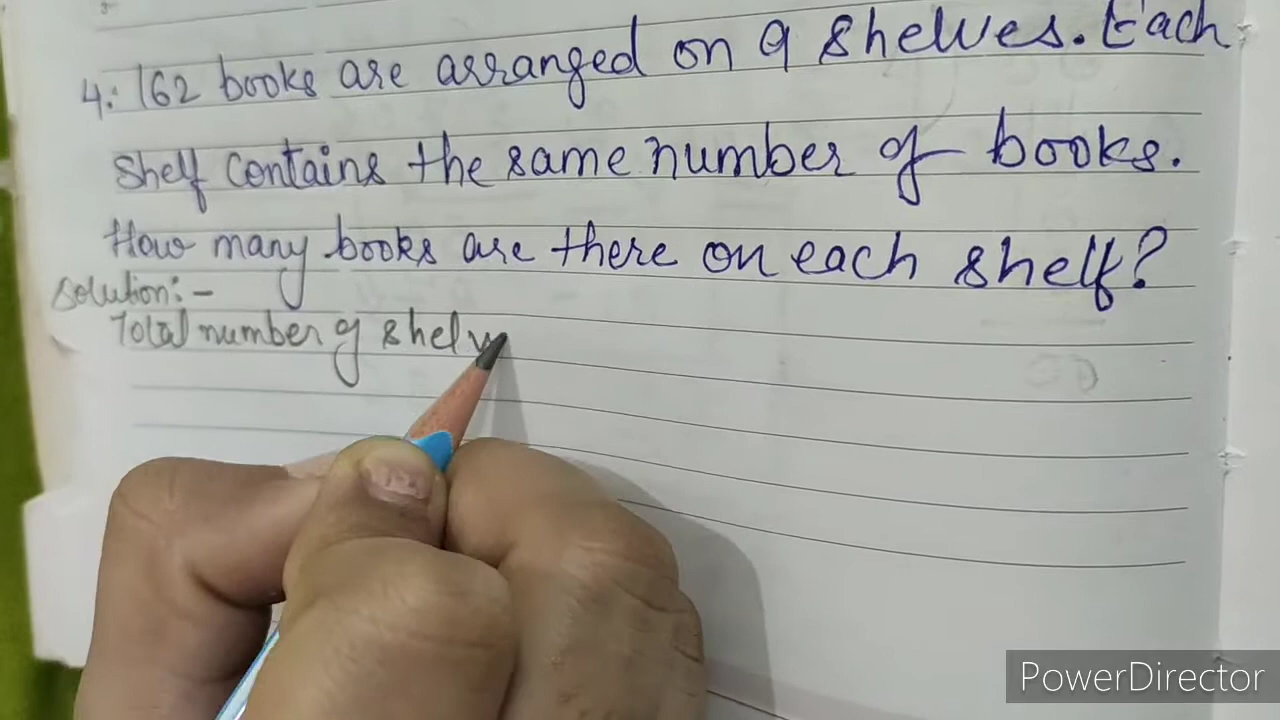 4:- 162 books are arranged on 9 shelves. Each
shelf contains the same number of books.
How many books are there on each shelf?
Solution:-
Total number of shelv
PowerDirector